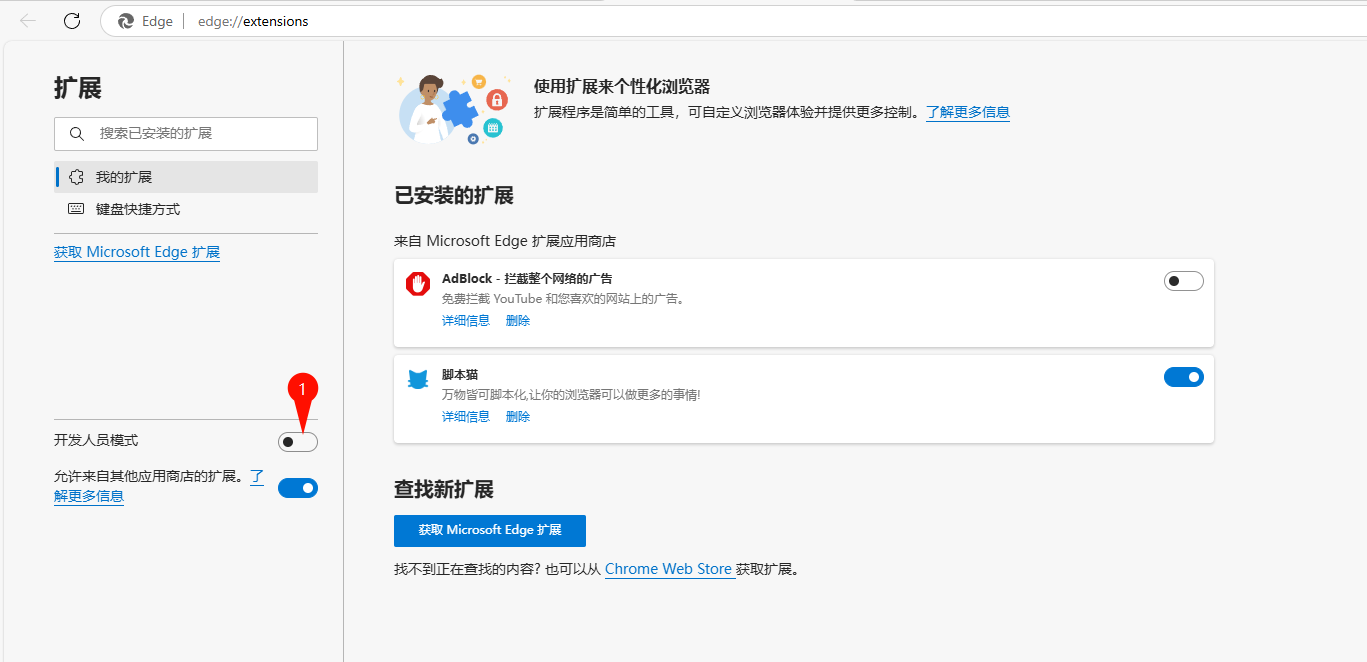 Edge
edge://extensions
扩展
搜索已安装的扩展
我的扩展
键盘快捷方式
获取 Microsoft Edge 扩展
1
开发人员模式
允许来自其他应用商店的扩展。了
解更多信息
使用扩展来个性化浏览器
扩展程序是简单的工具，可自定义浏览器体验并提供更多控制。了解更多信息
已安装的扩展
来自 Microsoft Edge 扩展应用商店
AdBlock - 拦截整个网络的广告
免费拦截 YouTube 和您喜欢的网站上的广告。
详细信息 删除
脚本猫
万物皆可脚本化,让你的浏览器可以做更多的事情!
详细信息 删除
查找新扩展
获取 Microsoft Edge 扩展
找不到正在查找的内容? 也可以从 Chrome Web Store 获取扩展。